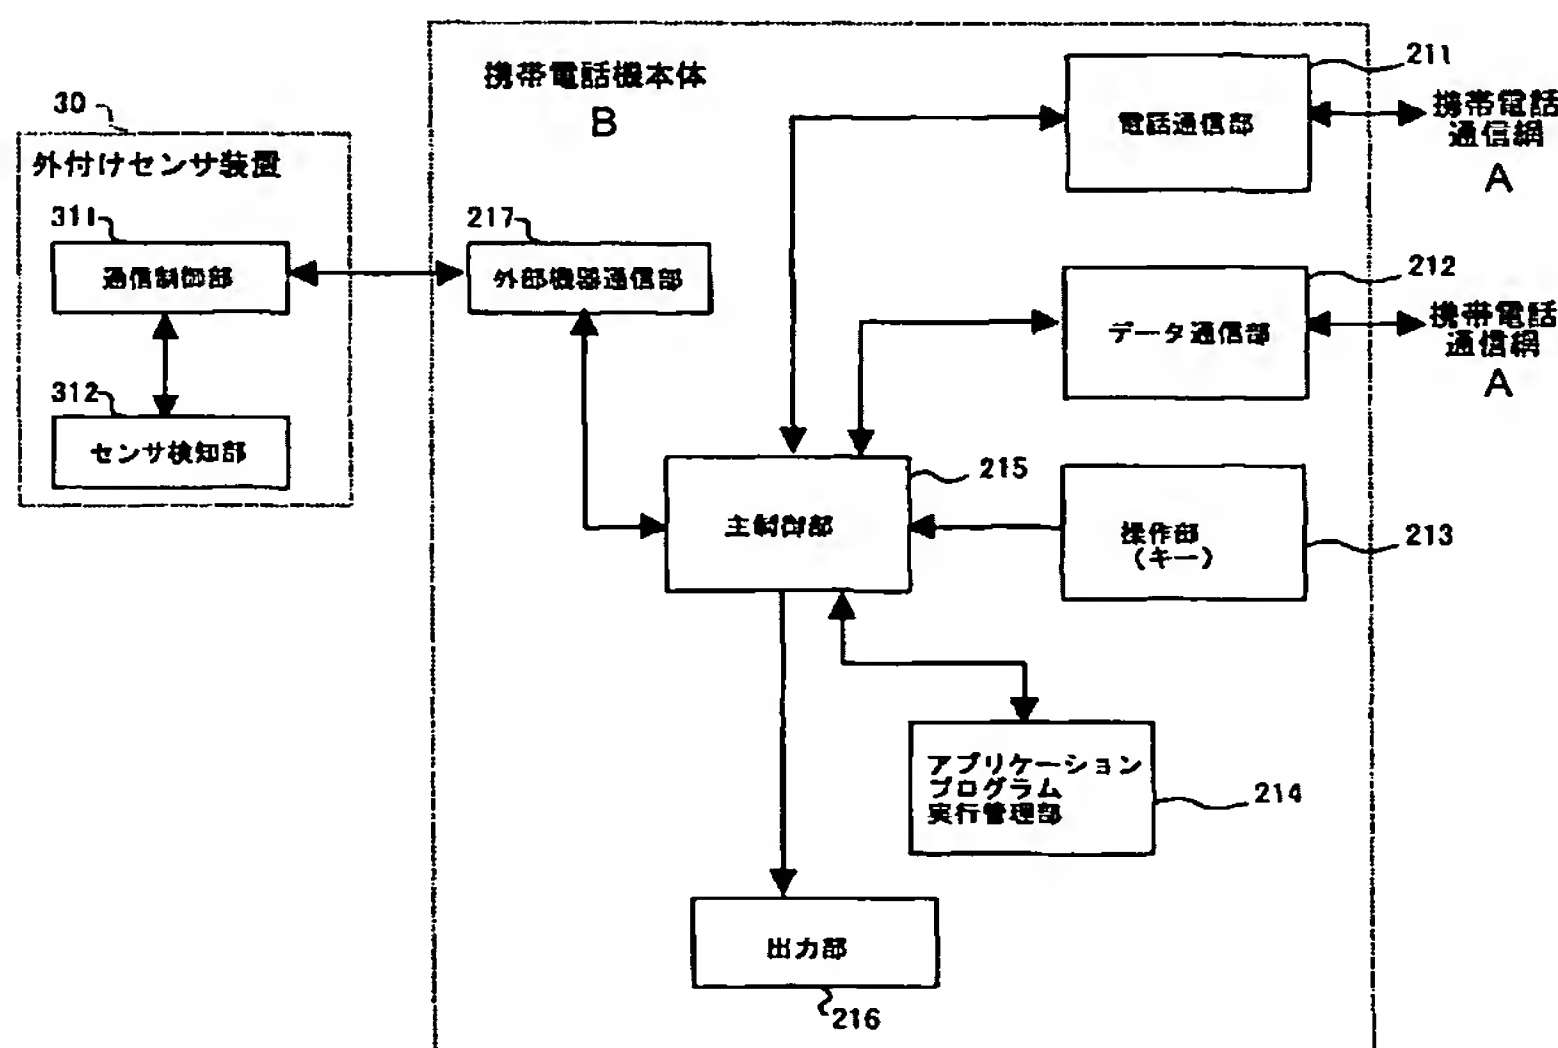 30
外付けセンサ装置
311
通信制御部
312
センサ検知部
携帯電話機本体
B
217
外部機器通信部
211
電話通信部
携帯電話
通信網
A
212
データ通信部
携帯電話
通信網
A
215
主制御部
213
操作部
(キー)
アプリケーション
プログラム
実行管理部
214
出力部
216